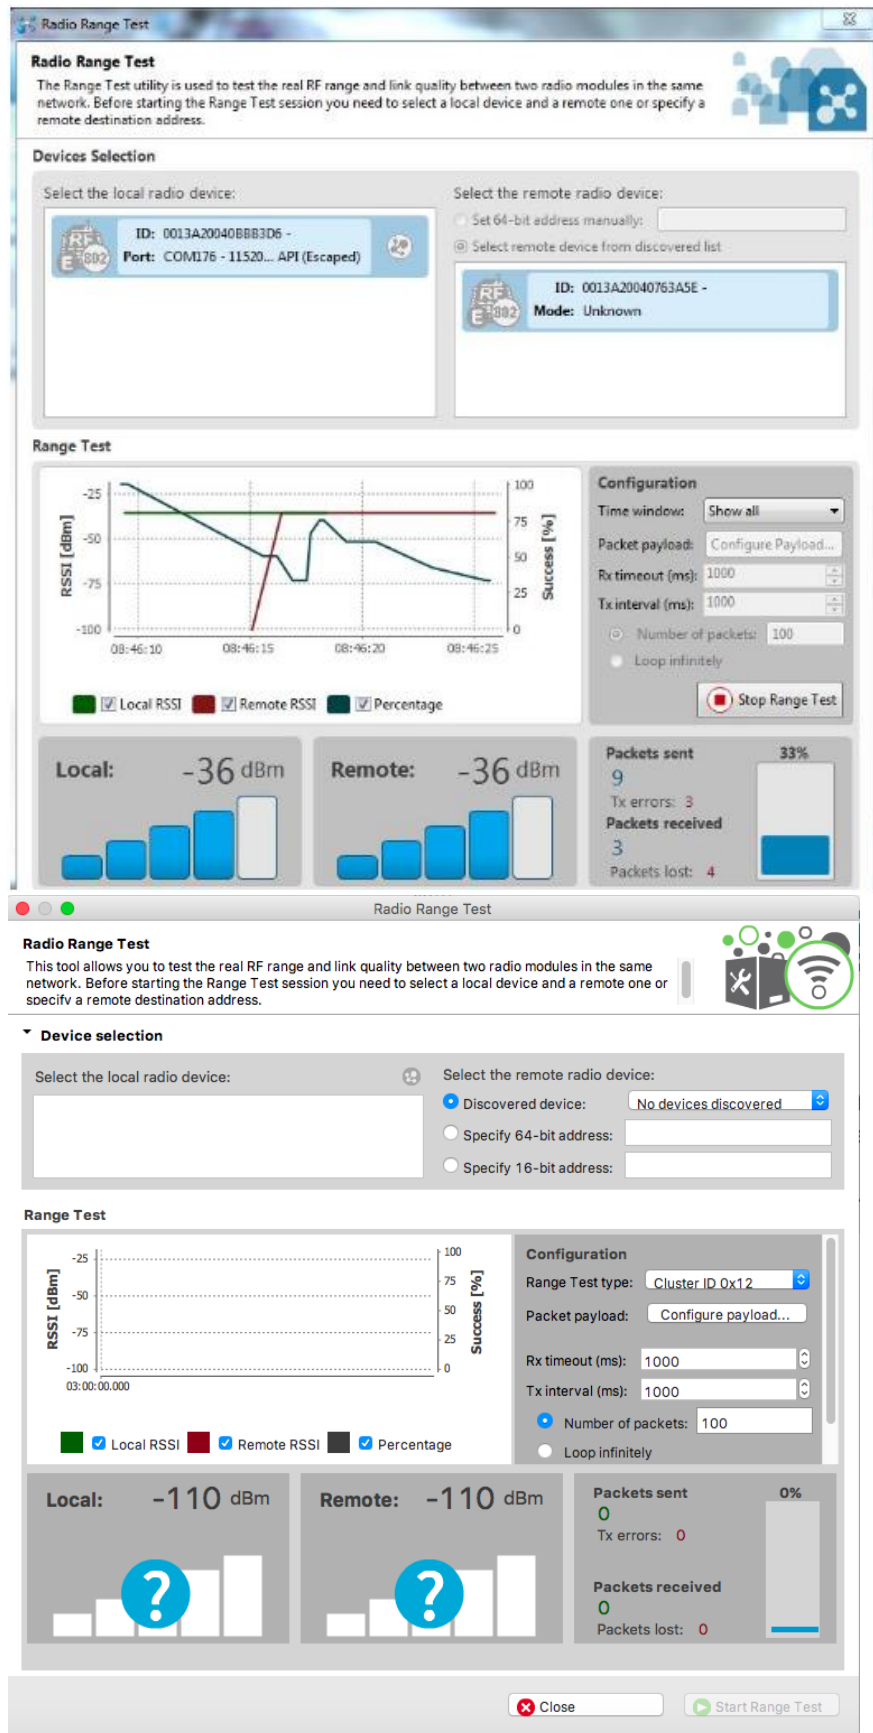 Radio Range Test
Radio Range Test
The Range Test utility is used to test the real RF range and link quality between two radio modules in the same
network. Before starting the Range Test session you need to select a local device and a remote one or specify a
remote destination address.
Devices Selection
Select the local radio device:
RF
E 802
ID: 0013A20040BBB3D6 -
Port: COM176 - 11520... API (Escaped)
Select the remote radio device:
Set 64-bit address manually:
Select remote device from discovered list
RF
E 802
ID: 0013A20040763A5E -
Mode: Unknown
Range Test
RSSI [dBm]
-25
-50
-75
-100
100
75
50
25
0
Success [%]
08:46:10 08:46:15 08:46:20 08:46:25
Local RSSI Remote RSSI Percentage
Configuration
Time window: Show all
Packet payload: Configure Payload...
Rx timeout (ms): 1000
Tx interval (ms): 1000
Number of packets: 100
Loop infinitely
Stop Range Test
Local: -36 dBm
Remote: -36 dBm
Packets sent
9
Tx errors: 3
Packets received
3
Packets lost: 4
33%
Radio Range Test
Radio Range Test
This tool allows you to test the real RF range and link quality between two radio modules in the same
network. Before starting the Range Test session you need to select a local device and a remote one or
specify a remote destination address.
Device selection
Select the local radio device:
Select the remote radio device:
Discovered device: No devices discovered
Specify 64-bit address:
Specify 16-bit address:
Range Test
RSSI [dBm]
-25
-50
-75
-100
100
75
50
25
0
Success [%]
03:00:00.000
Local RSSI Remote RSSI Percentage
Configuration
Range Test type: Cluster ID 0x12
Packet payload: Configure payload...
Rx timeout (ms): 1000
Tx interval (ms): 1000
Number of packets: 100
Loop infinitely
Local: -110 dBm
?
Remote: -110 dBm
?
Packets sent
0
Tx errors: 0
Packets received
0
Packets lost: 0
0%
Close
Start Range Test